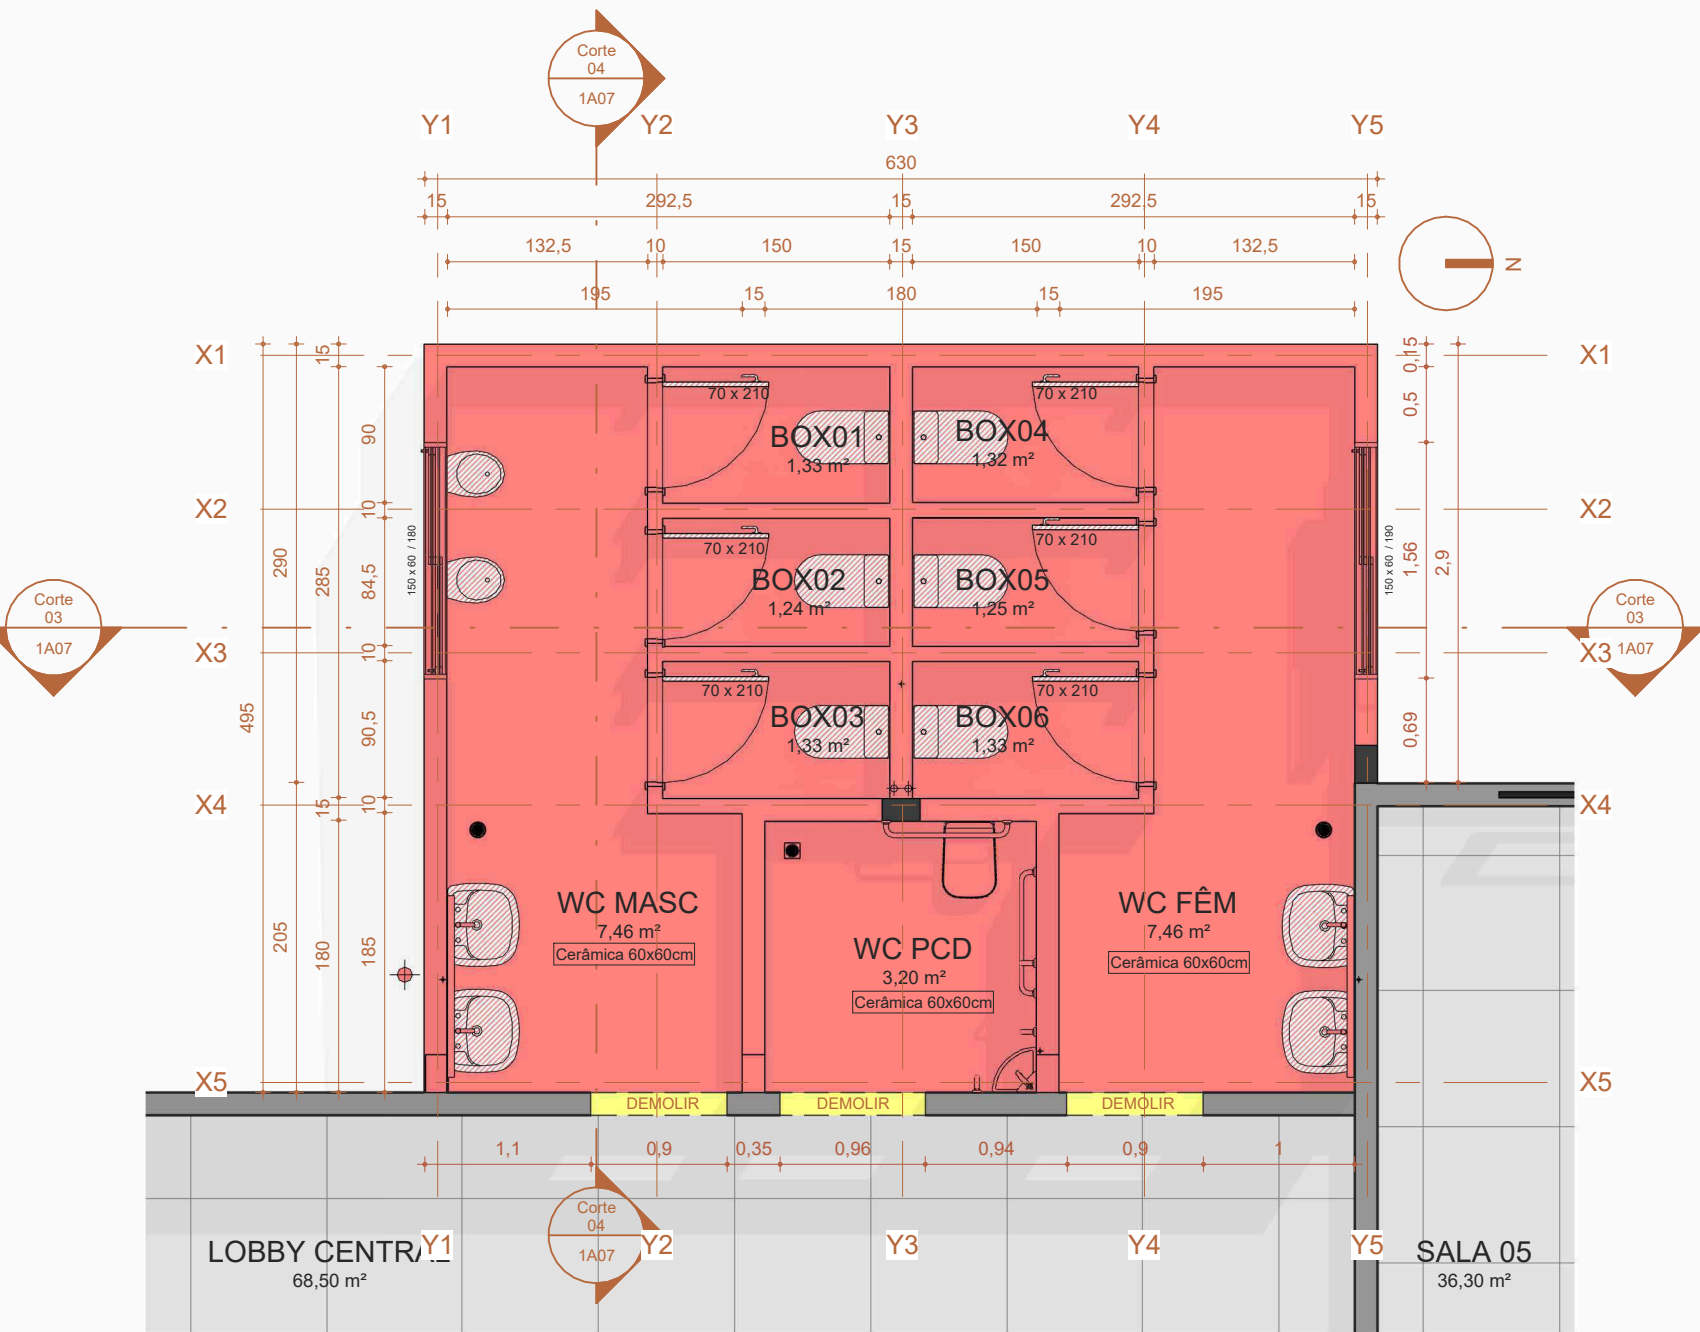 Corte
04
1A07
Y1
Y2
Y3
Y4
Y5
630
15
292,5
15
292,5
15
132,5
10
150
15
150
10
132,5
195
15
180
15
195
N
X1
15
0,15
X1
90
0,5
70 x 210
70 x 210
BOX01
1,33 m²
BOX04
1,32 m²
X2
10
X2
290
285
84,5
150 x 60 / 180
70 x 210
70 x 210
150 x 60 / 190
1,56
2,9
BOX02
1,24 m²
BOX05
1,25 m²
Corte
03
1A07
Corte
03
1A07
X3
10
X3
495
90,5
70 x 210
70 x 210
0,69
BOX03
1,33 m²
BOX06
1,33 m²
X4
15
10
X4
205
180
185
WC MASC
7,46 m²
Cerâmica 60x60cm
WC PCD
3,20 m²
Cerâmica 60x60cm
WC FÊM
7,46 m²
Cerâmica 60x60cm
X5
X5
DEMOLIR
DEMOLIR
DEMOLIR
1,1
0,9
0,35
0,96
0,94
0,9
1
Corte
04
1A07
LOBBY CENTRAL
68,50 m²
Y1
Y2
Y3
Y4
Y5
SALA 05
36,30 m²